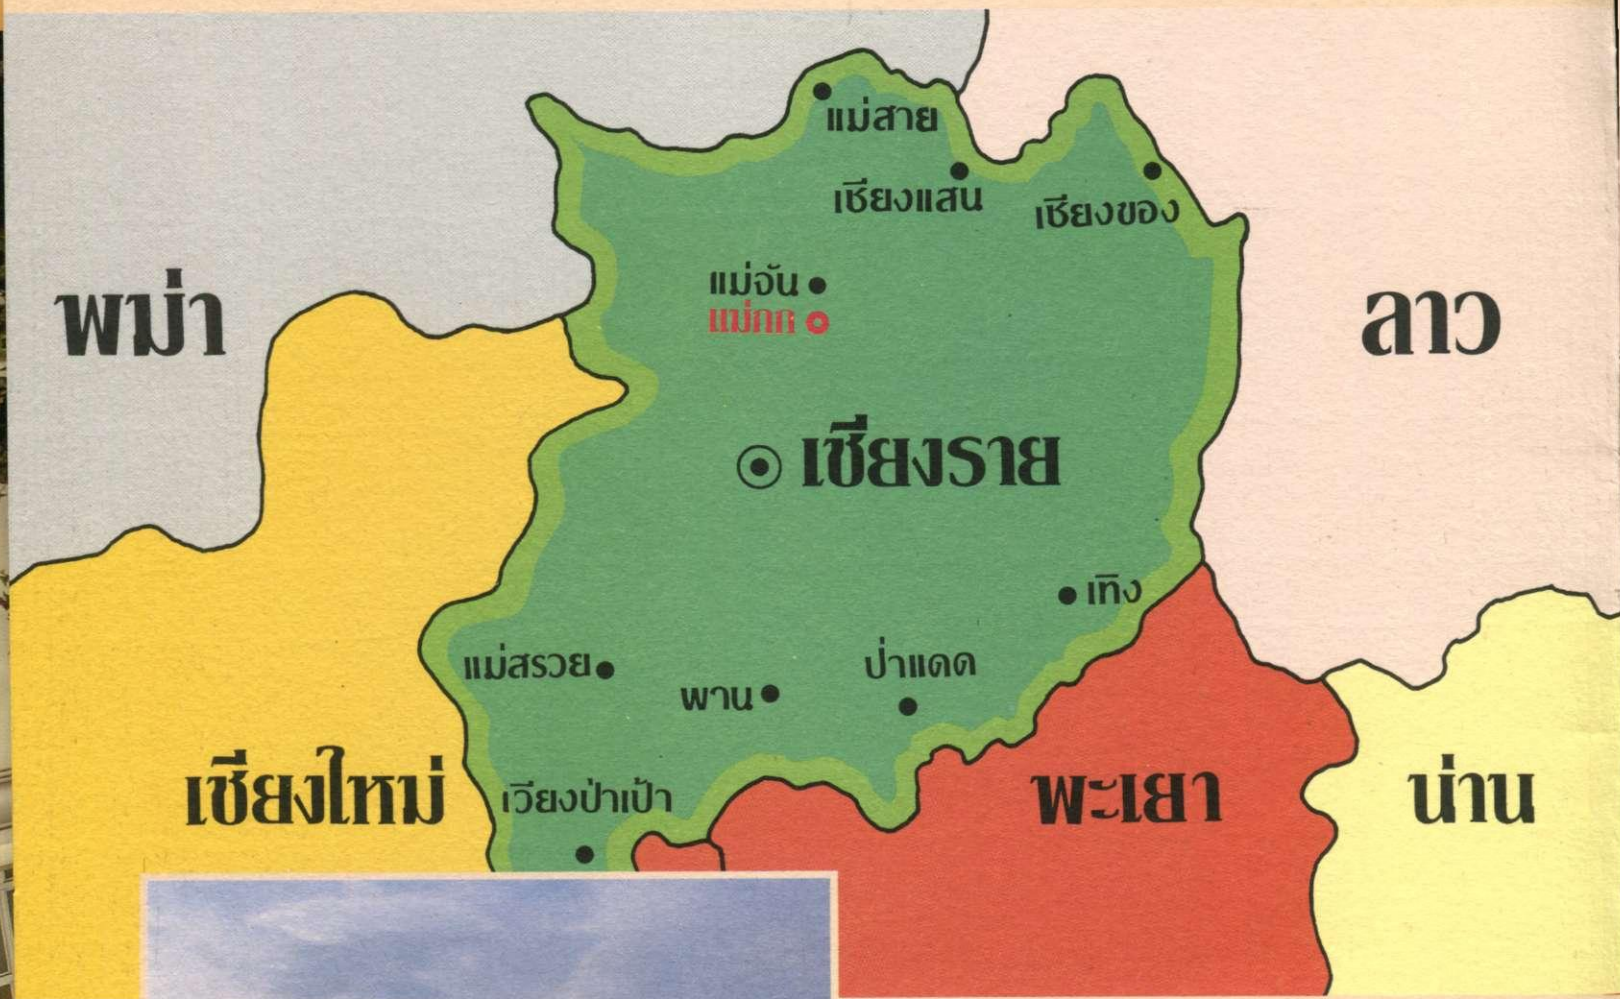 แม่สาย
เชียงแสน
เชียงของ
พม่า
แม่จัน
แม่กก
ลาว
เชียงราย
เทิง
แม่สรวย
พาน
ป่าแดด
เชียงใหม่
เวียงป่าเป้า
พะเยา
น่าน